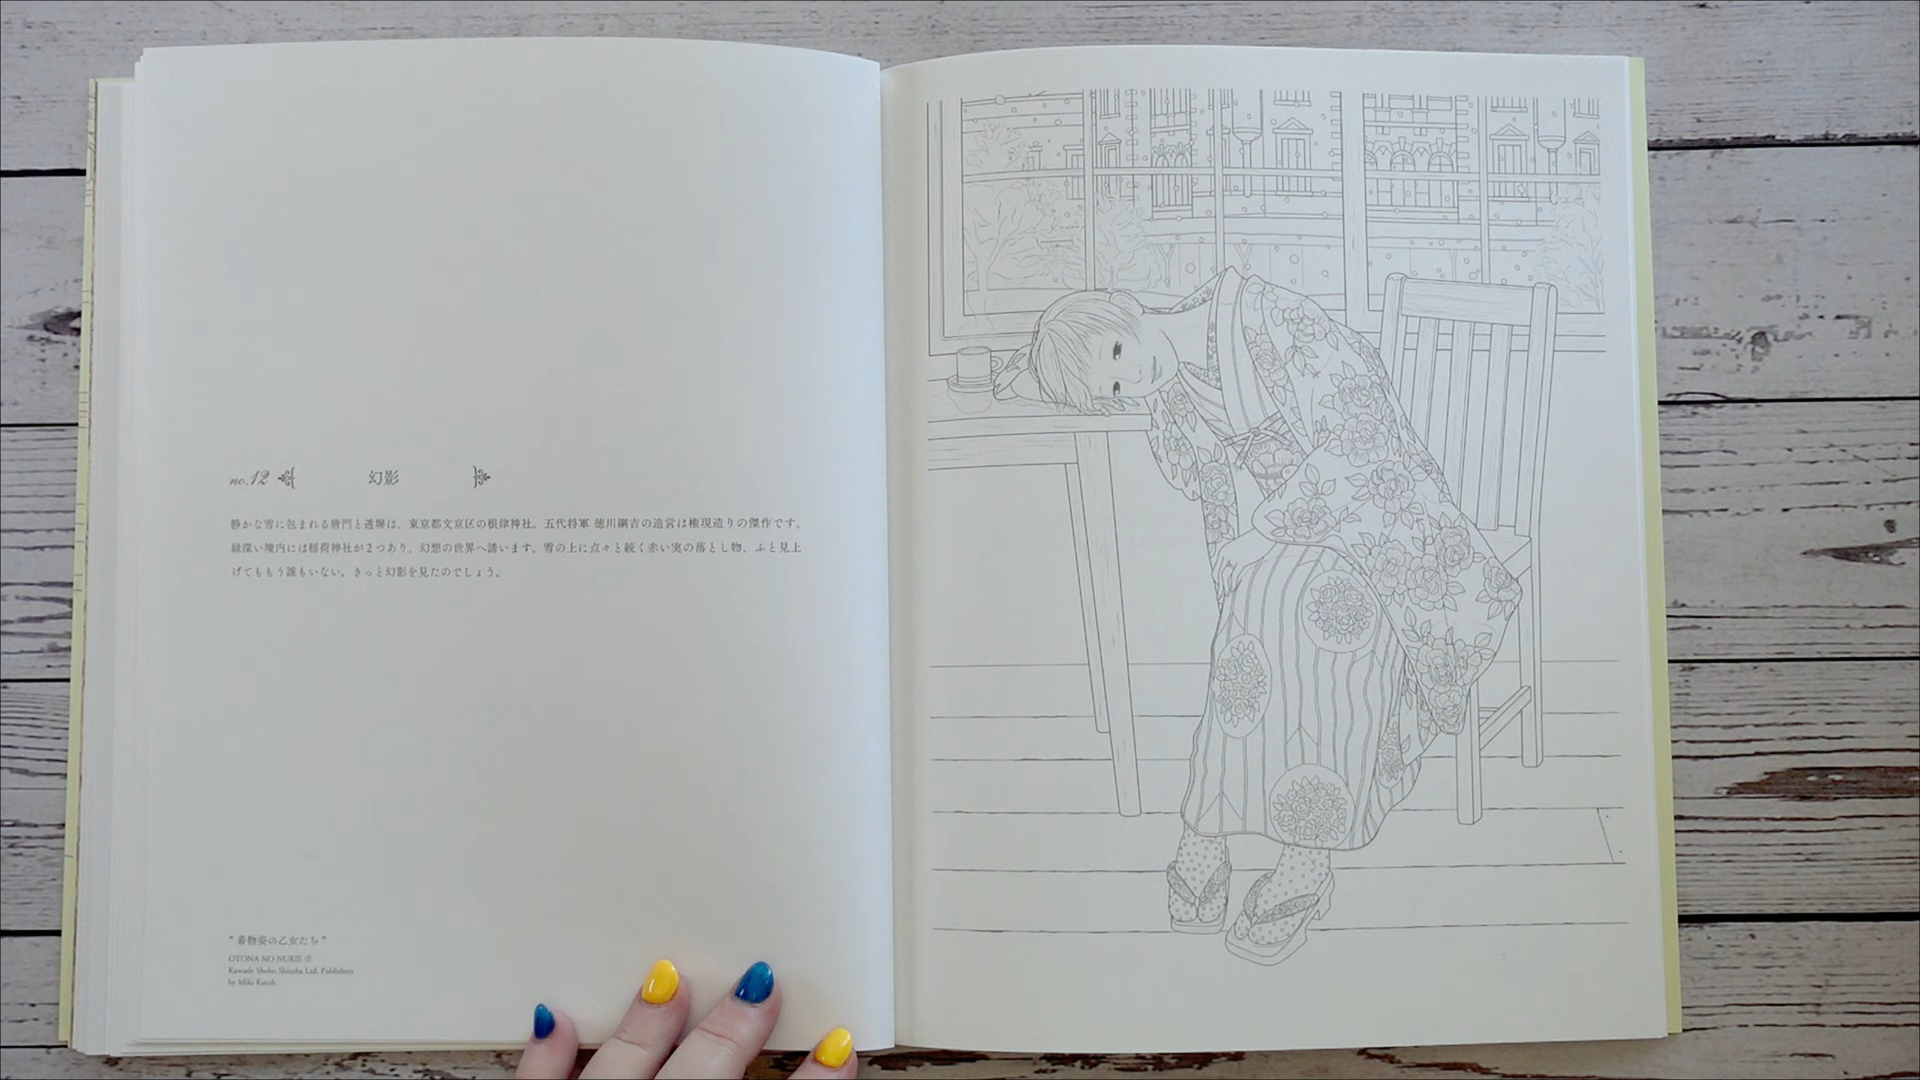 no.12 幻影
静かな雪に包まれる唐門と透塀は、東京都文京区の根津神社。五代将軍 徳川綱吉の造営は権現造りの傑作です。
緑深い境内には稲荷神社が2つあり、幻想の世界へ誘います。雪の上に点々と続く赤い実の落とし物、ふと見上
げてももう誰もいない。きっと幻影を見たのでしょう。
"着物姿の乙女たち"
OTONA NO NURIE
Kawade Shobo Shinsha Ltd. Publishers
by Miki Katoh